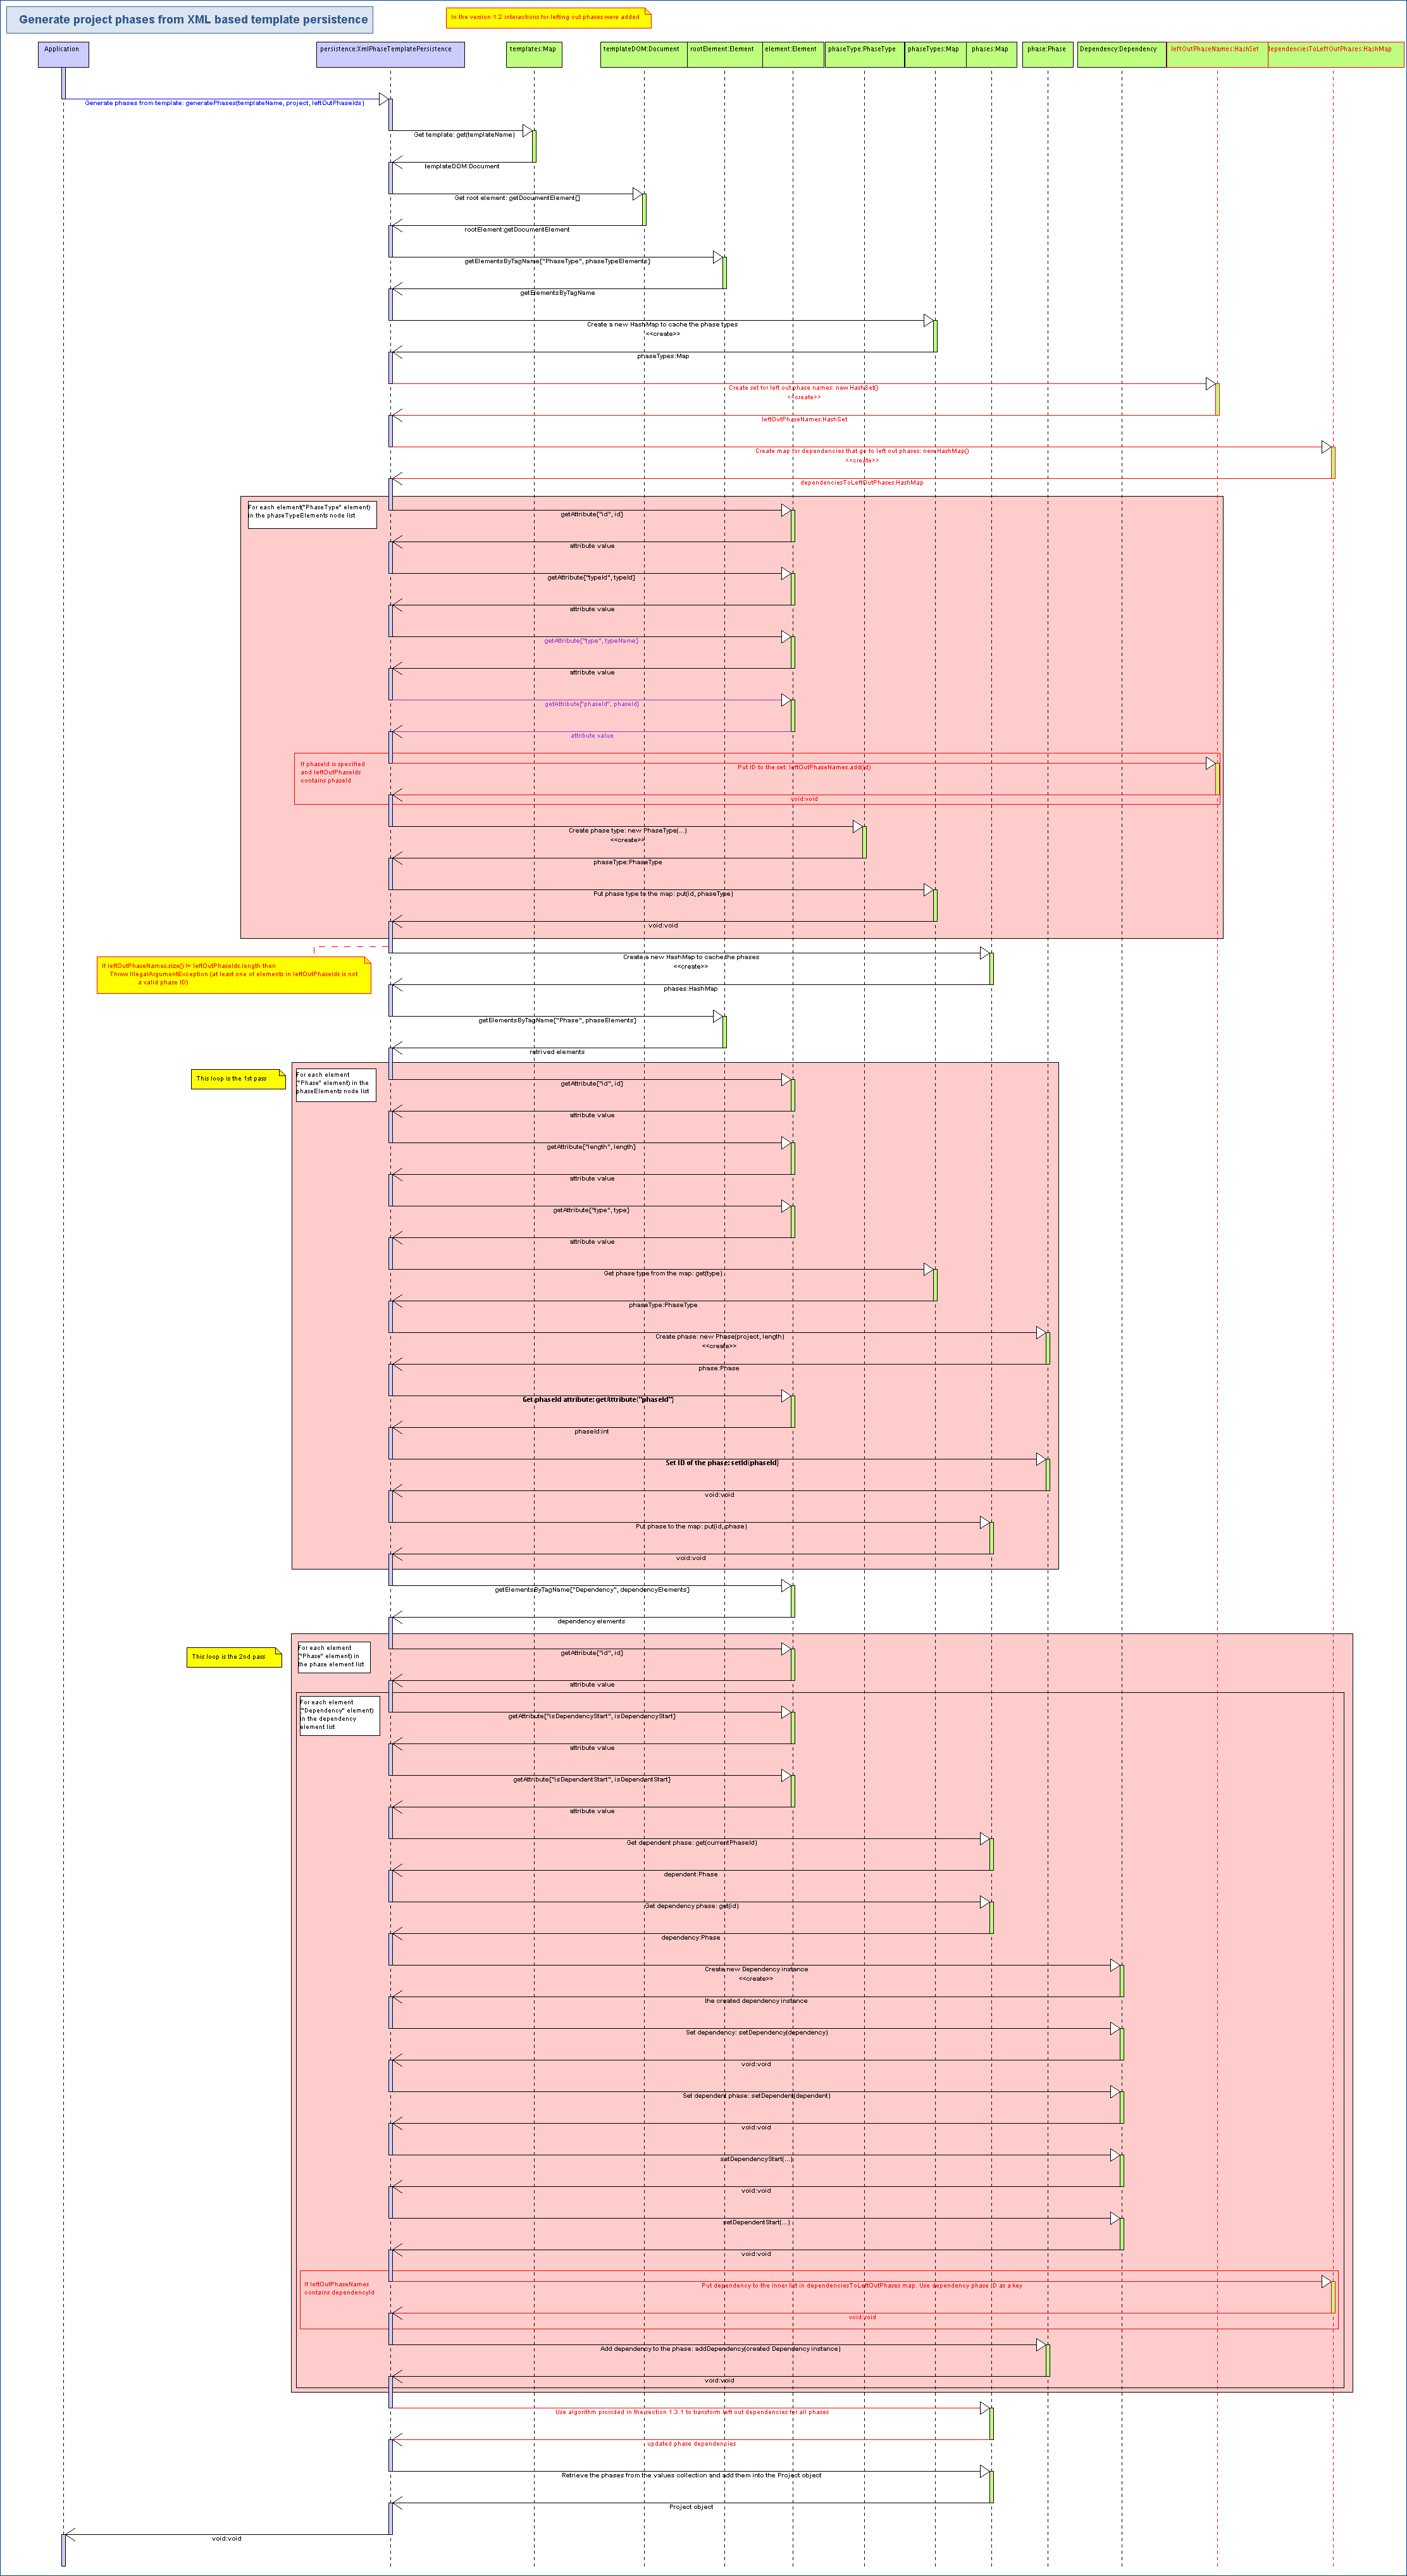 Generate project phases from XML based template persistence
In the version 1.2 interactions for lefting out phases were added
Application
persistence:XmlPhaseTemplatePersistence
templates:Map
templateDOM:Document
rootElement:Element
element:Element
phaseType:PhaseType
phaseTypes:Map
phases:Map
phase:Phase
Dependency:Dependency
leftOutPhaseNames:HashSet
dependenciesToLeftOutPhases:HashMap
Generate phases from template: generatePhases(templateName, project, leftOutPhaseIds)
Get template: get(templateName)
templateDOM:Document
Get root element: getDocumentElement{}
rootElement:getDocumentElement
getElementsByTagName{"PhaseType", phaseTypeElements}
getElementsByTagName
Create a new HashMap to cache the phase types
<<create>>
phaseTypes:Map
Create set for left out phase names: new HashSet()
<<create>>
leftOutPhaseNames:HashSet
Create map for dependencies that go to left out phases: new HashMap()
<<create>>
dependenciesToLeftOutPhases:HashMap
For each element("PhaseType" element)
in the phaseTypeElements node list
getAttribute{"id", id}
attribute value
getAttribute{"typeId", typeId}
attribute value
getAttribute{"type", typeName}
attribute value
getAttribute{"phaseId", phaseId}
attribute value
If phaseId is specified
and leftOutPhaseIds
contains phaseId
Put ID to the set: leftOutPhaseNames.add(id)
void:void
Create phase type: new PhaseType(...)
<<create>>
phaseType:PhaseType
Put phase type to the map: put(id, phaseType)
void:void
If leftOutPhaseNames.size() != leftOutPhaseIds.length then
Throw IllegalArgumentException (at least one of elements in leftOutPhaseIds is not
a valid phase ID)
Create a new HashMap to cache the phases
<<create>>
phases:HashMap
getElementsByTagName{"Phase", phaseElements}
retrived elements
This loop is the 1st pass
For each element
("Phase" element) in the
phaseElements node list
getAttribute{"id", id}
attribute value
getAttribute{"length", length}
attribute value
getAttribute{"type", type}
attribute value
Get phase type from the map: get(type)
phaseType:PhaseType
Create phase: new Phase(project, length)
<<create>>
phase:Phase
Get phaseId attribute: getAttribute("phaseId")
phaseId:int
Set ID of the phase: setId(phaseId)
void:void
Put phase to the map: put(id, phase)
void:void
getElementsByTagName{"Dependency", dependencyElements}
dependency elements
This loop is the 2nd pass
For each element
("Phase" element) in
the phase element list
getAttribute{"id", id}
attribute value
For each element
("Dependency" element)
in the dependency
element list
getAttribute{"isDependencyStart", isDependencyStart}
attribute value
getAttribute{"isDependentStart", isDependentStart}
attribute value
Get dependent phase: get(currentPhaseId)
dependent:Phase
Get dependency phase: get(id)
dependency:Phase
Create new Dependency instance
<<create>>
the created dependency instance
Set dependency: setDependency(dependency)
void:void
Set dependent phase: setDependent(dependent)
void:void
setDependencyStart(...)
void:void
setDependentStart(...)
void:void
If leftOutPhaseNames
contains dependencyId
Put dependency to the inner list in dependenciesToLeftOutPhases map. Use dependency phase ID as a key
void:void
Add dependency to the phase: addDependency(created Dependency instance)
void:void
Use algorithm provided in the section 1.3.1 to transform left out dependencies for all phases
updated phase dependencies
Retrieve the phases from the values collection and add them into the Project object
Project object
void:void